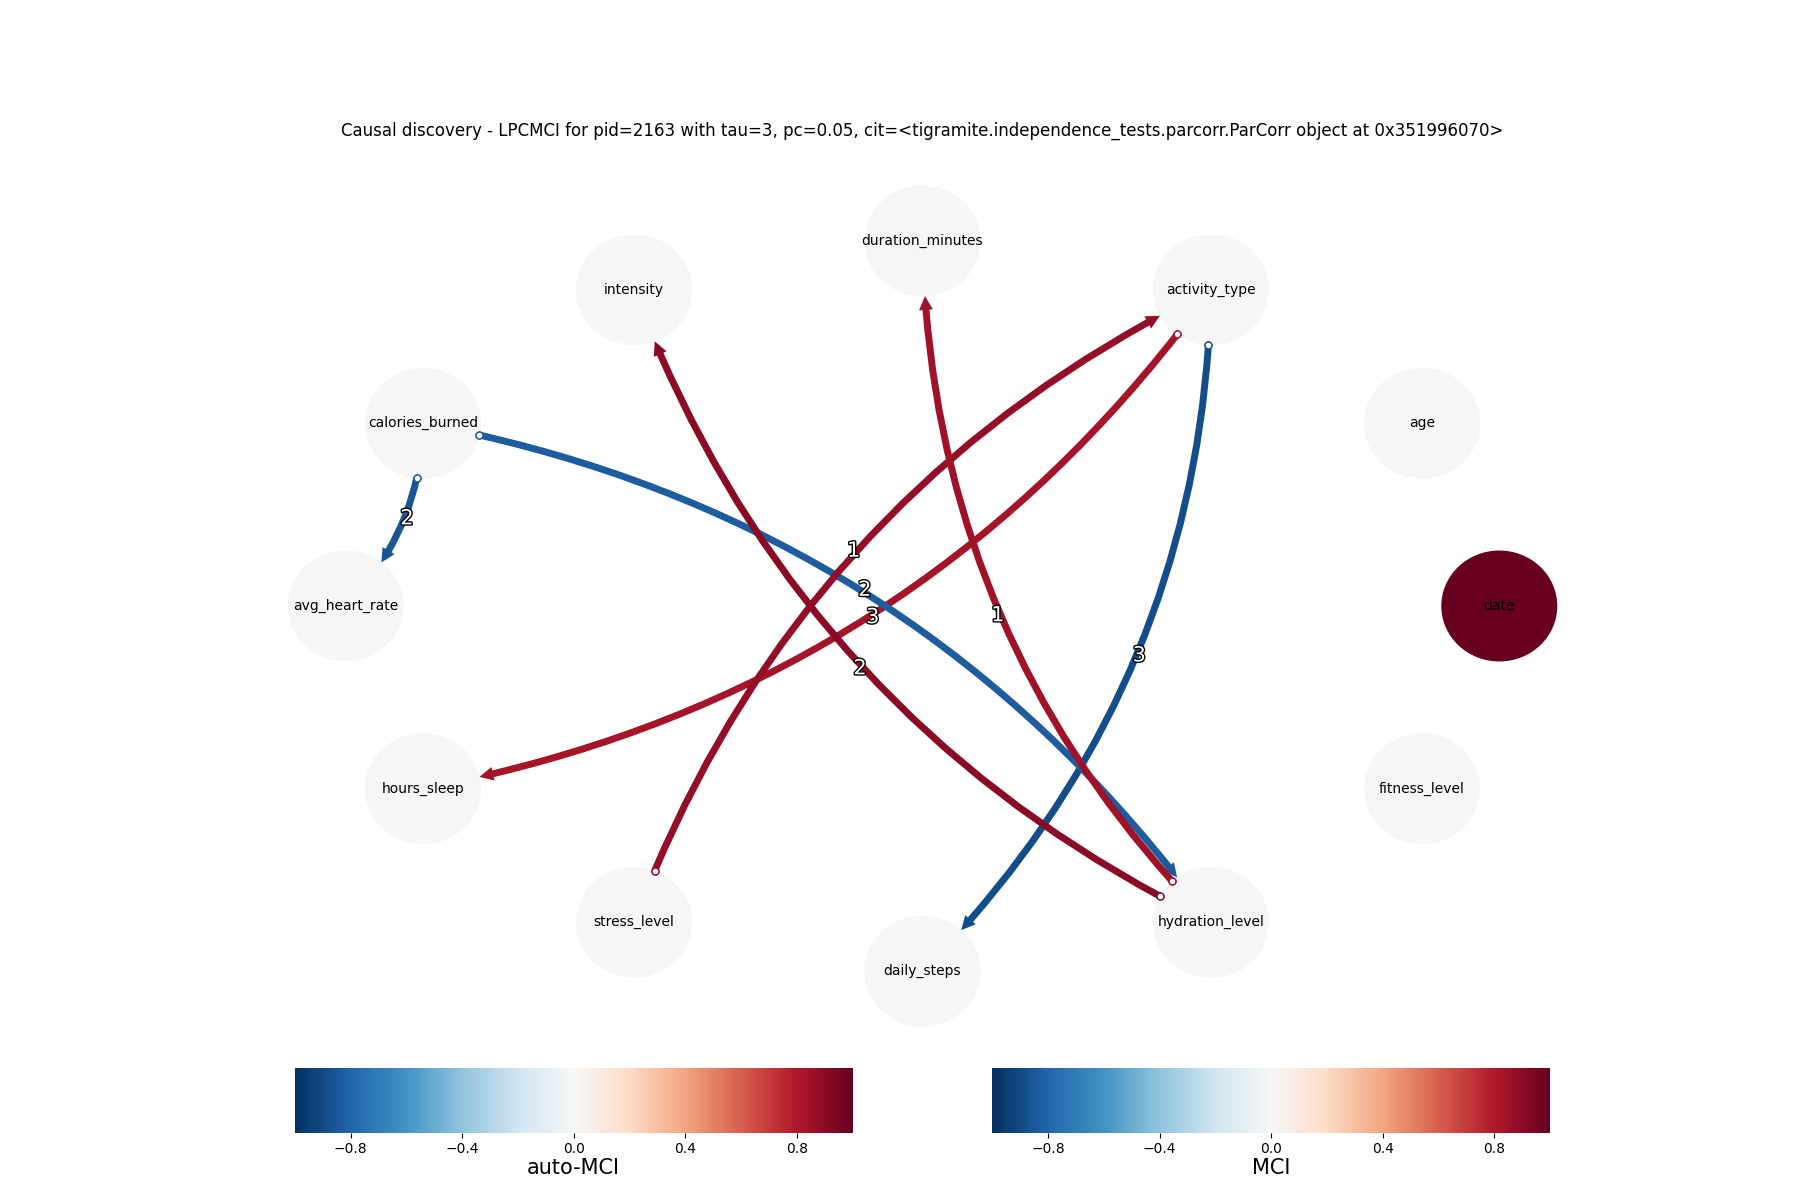 Causal discovery - LPCMCI for pid=2163 with tau=3, pc=0.05, cit=<tigramite.independence_tests.parcorr.ParCorr object at 0x351996070>
duration_minutes
intensity
activity_type
calories_burned
age
2
1
2
avg_heart_rate
date
3
1
3
2
hours_sleep
fitness_level
stress_level
hydration_level
daily_steps
−0.8 −0.4 0.0 0.4 0.8
auto-MCI
−0.8 −0.4 0.0 0.4 0.8
MCI